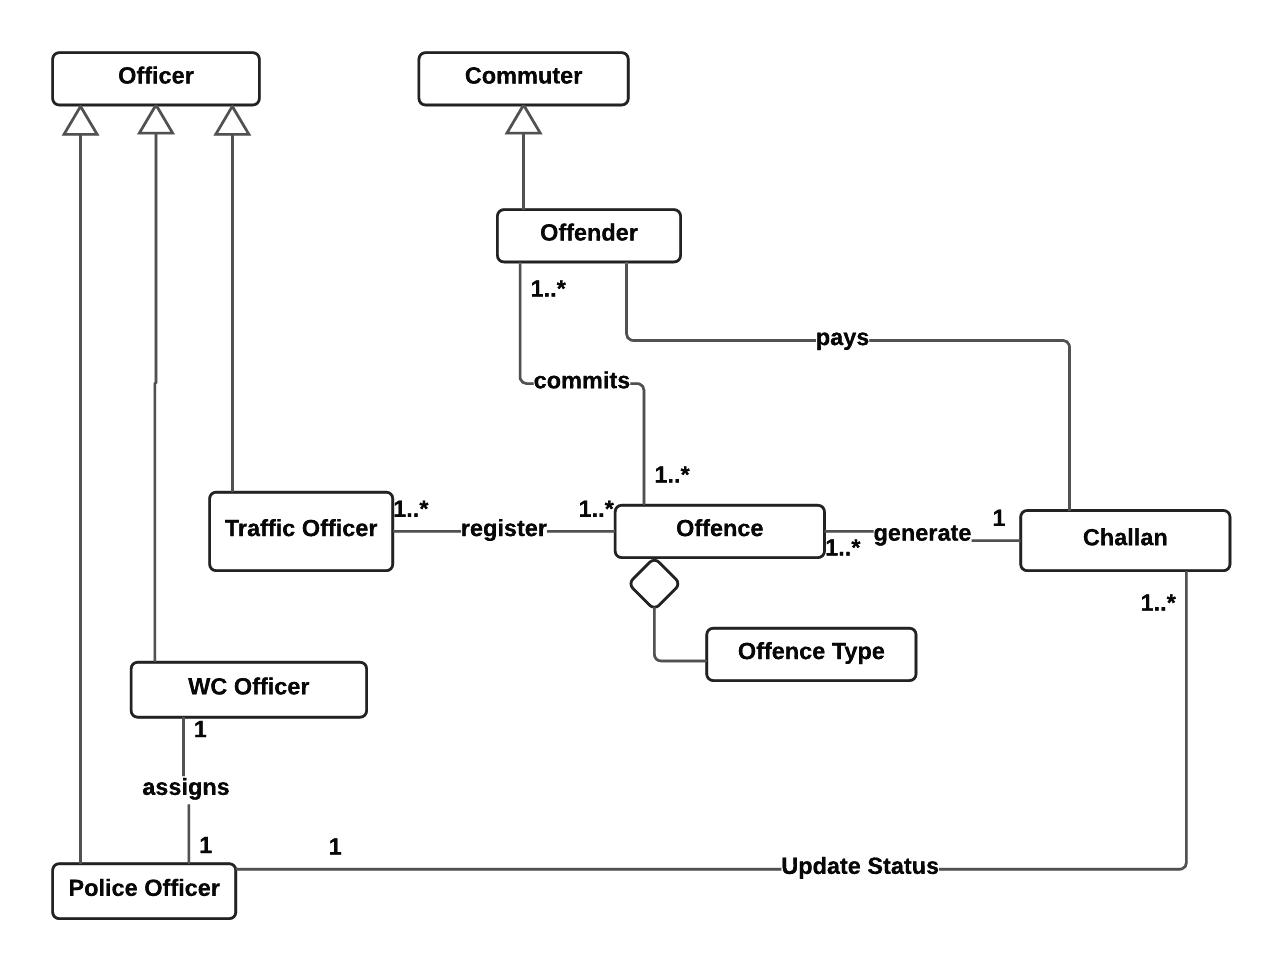 Officer
Commuter
Offender
1..*
pays
commits
1..*
1..*
1..*
Traffic Officer
register
Offence
1..*
generate
1
Challan
1..*
Offence Type
WC Officer
1
assigns
1
1
Update Status
Police Officer